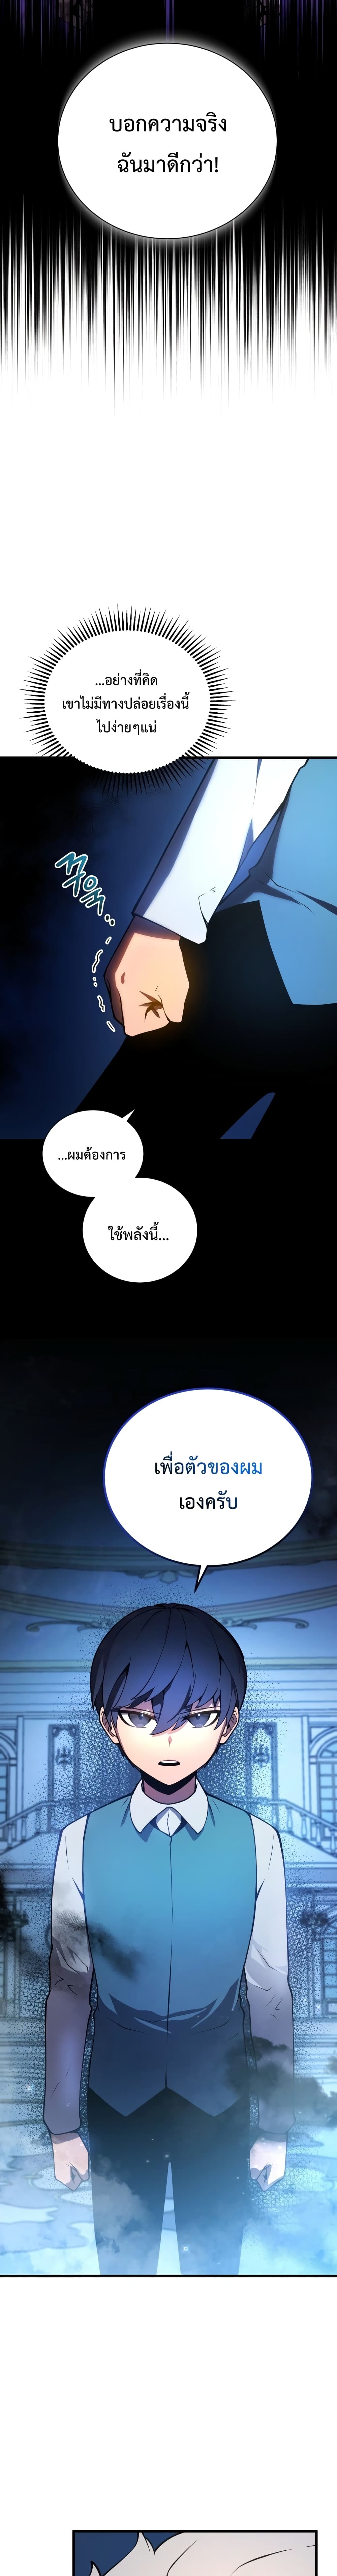 บอกความจริง
ฉันมาดีกว่า!
...อย่างที่คิด
เขาไม่มีทางปล่อยเรื่องนี้
ไปง่ายๆแน่
...ผมต้องการ
ใช้พลังนี้...
เพื่อตัวของผม
เองครับ